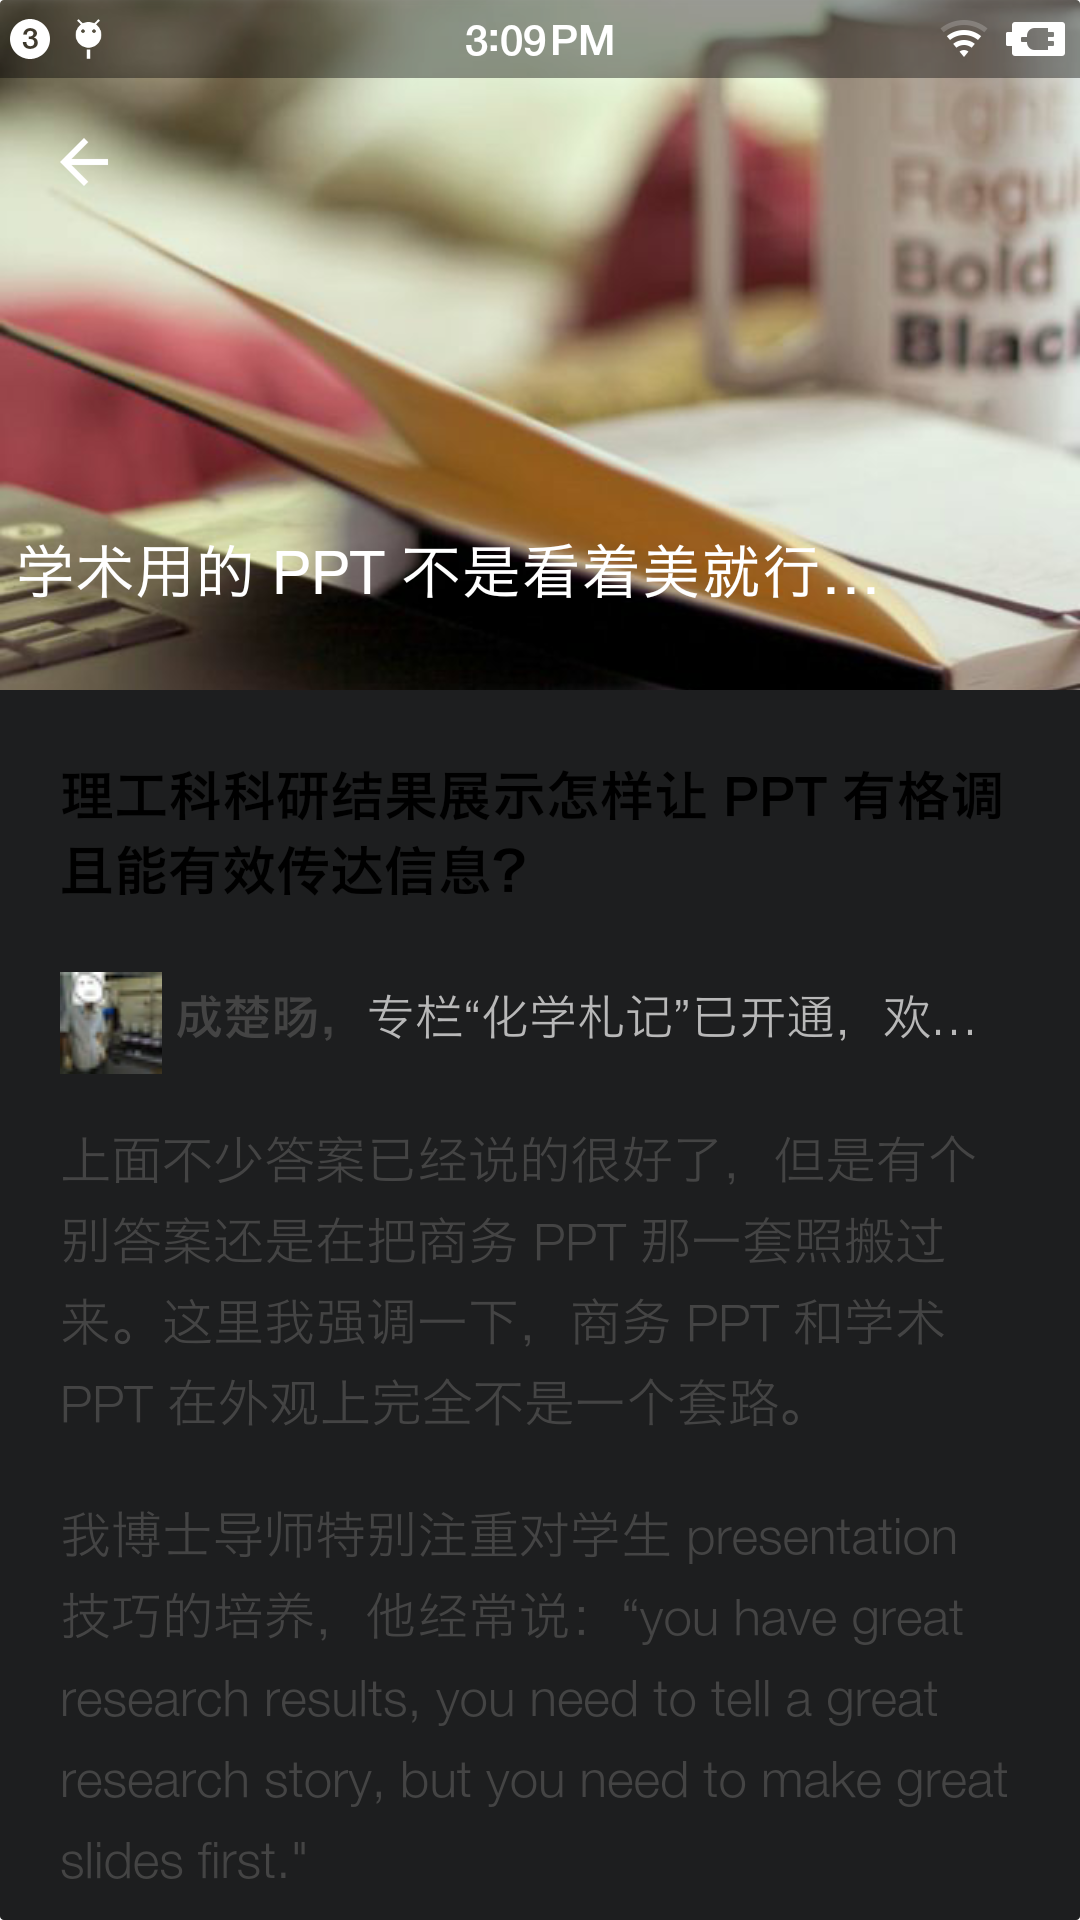 3
3:09PM
Light
Regul
Bold
Black
学术用的 PPT 不是看着美就行...
理工科科研结果展示怎样让 PPT 有格调
且能有效传达信息？
成楚旸，专栏“化学札记”已开通，欢...
上面不少答案已经说的很好了，但是有个
别答案还是在把商务 PPT 那一套照搬过
来。这里我强调一下，商务 PPT 和学术
PPT 在外观上完全不是一个套路。
我博士导师特别注重对学生 presentation
技巧的培养，他经常说：“you have great
research results, you need to tell a great
research story, but you need to make great
slides first."